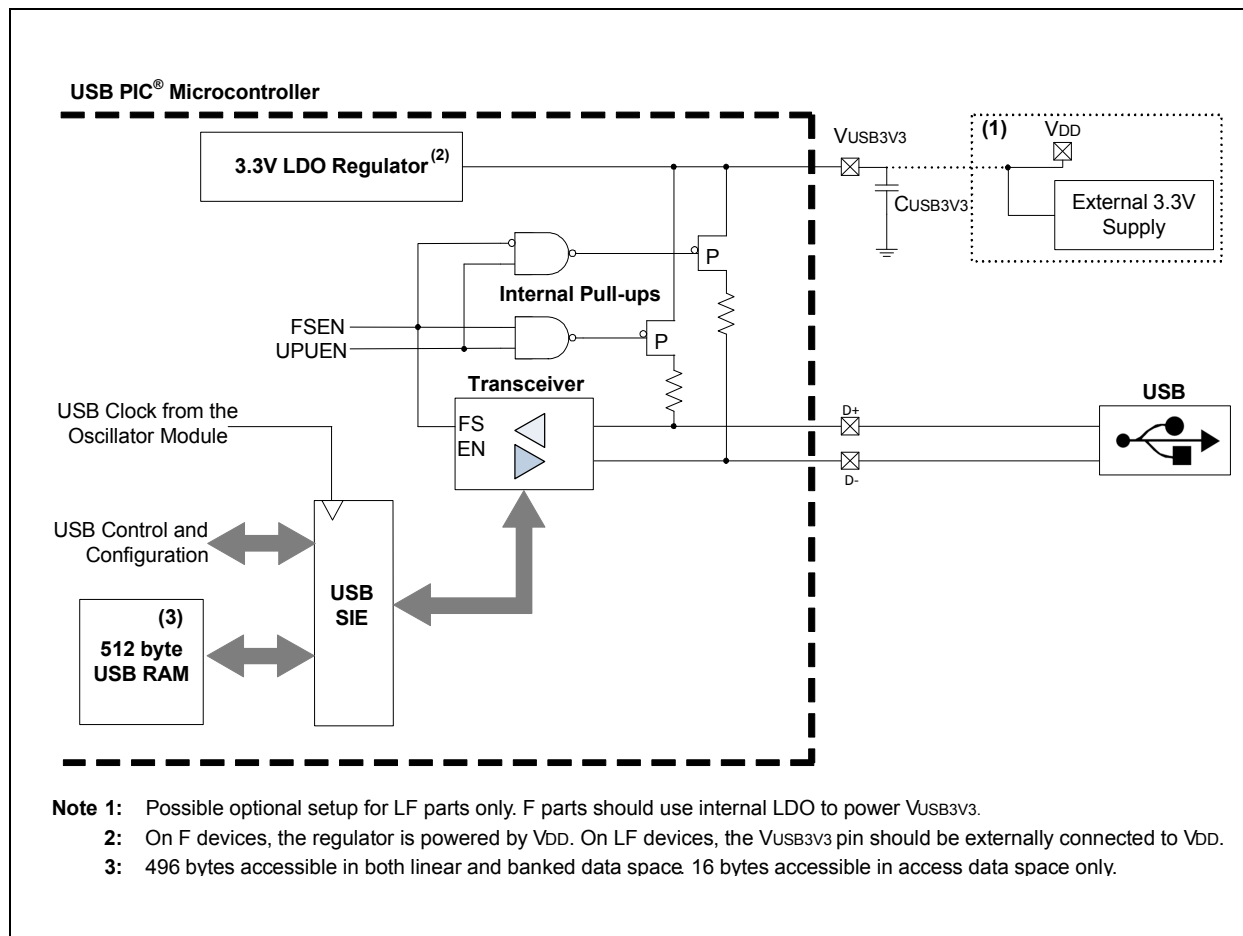 USB PIC® Microcontroller
3.3V LDO Regulator (2)
VUSB3V3
(1)
VDD
CUSB3V3
External 3.3V
Supply
P
Internal Pull-ups
FSEN
UPUEN
P
Transceiver
FS
EN
USB Clock from the
Oscillator Module
D+
D-
USB
USB Control and
Configuration
USB
SIE
(3)
512 byte
USB RAM
Note 1: Possible optional setup for LF parts only. F parts should use internal LDO to power VUSB3V3.
2: On F devices, the regulator is powered by VDD. On LF devices, the VUSB3V3 pin should be externally connected to VDD.
3: 496 bytes accessible in both linear and banked data space. 16 bytes accessible in access data space only.